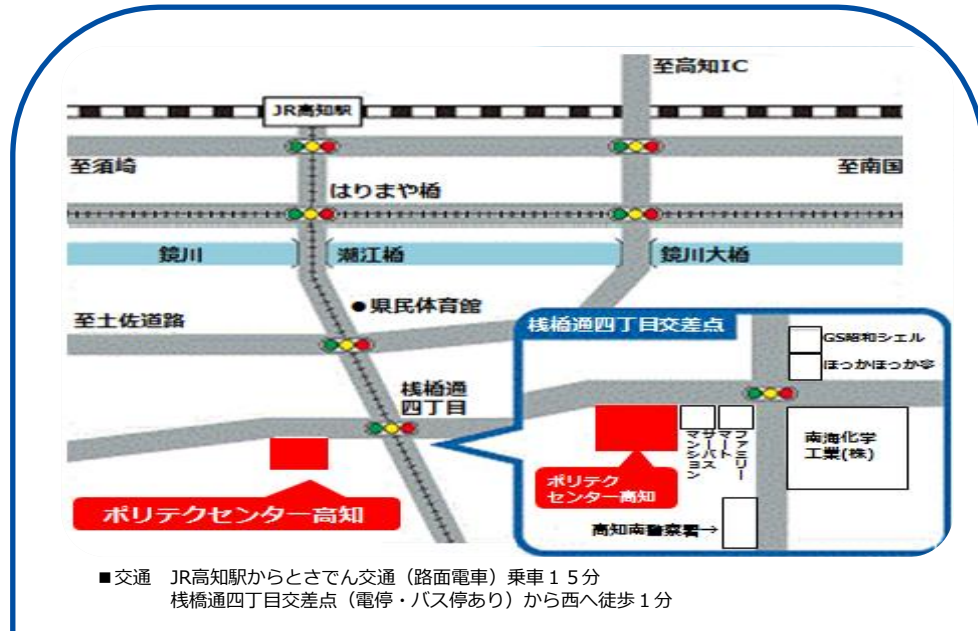 至高知IC
JR高知駅
至須崎
至南国
はりまや橋
鏡川
潮江橋
鏡川大橋
●県民体育館
至土佐道路
桟橋通四丁目交差点
GS昭和シェル
ほっかほっか亭
桟橋通
四丁目
ファミリー
マート
サーパス
マンション
南海化学
工業(株)
ポリテク
センター高知
ポリテクセンター高知
高知南警察署→
■交通 JR高知駅からとさでん交通（路面電車）乗車１５分
桟橋通四丁目交差点（電停・バス停あり）から西へ徒歩１分